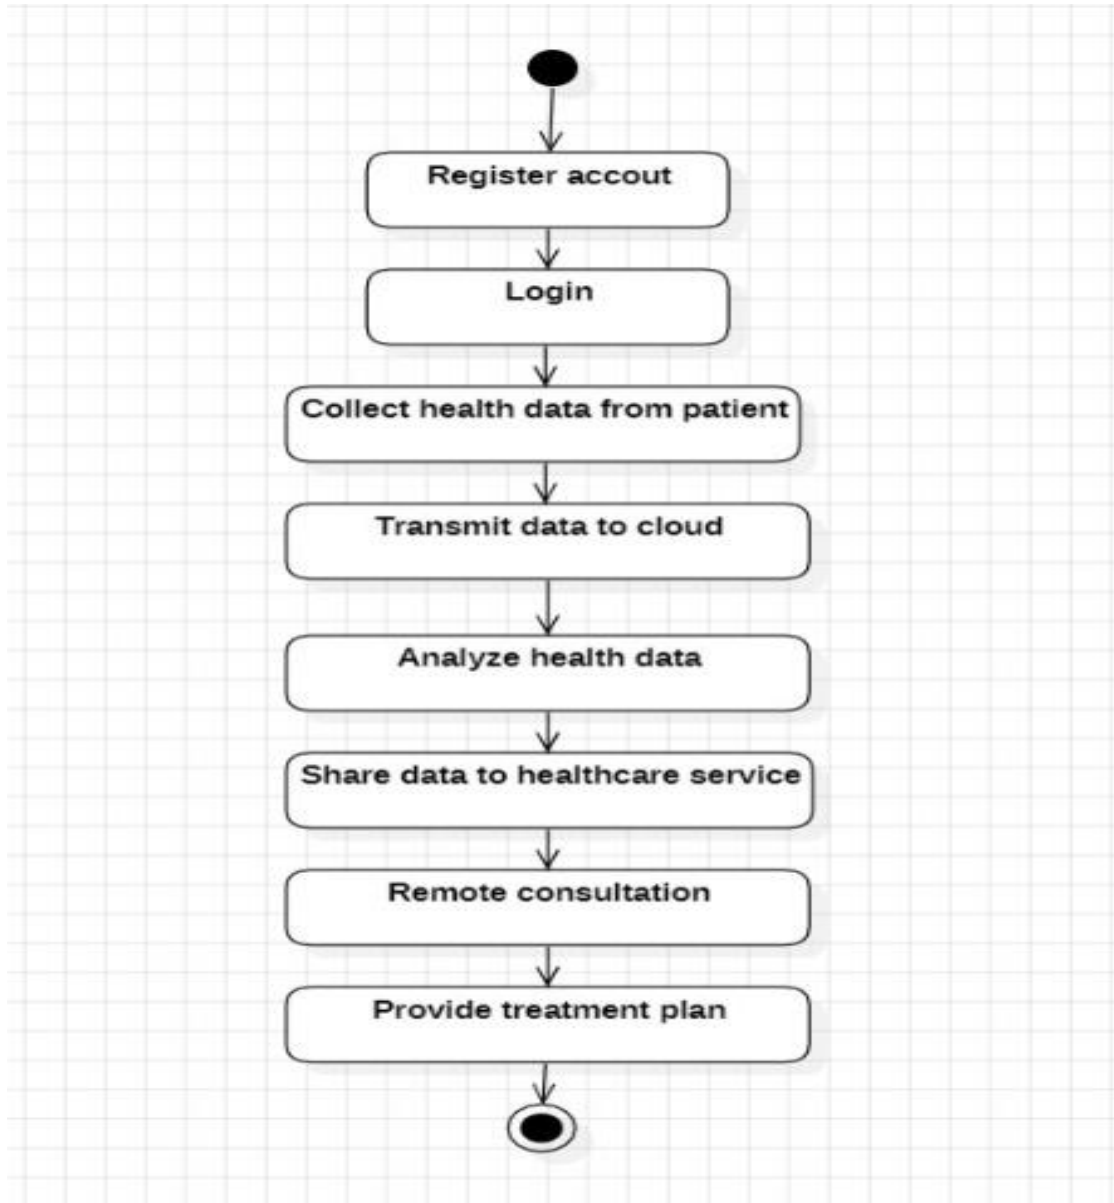 Register accout
Login
Collect health data from patient
Transmit data to cloud
Analyze health data
Share data to healthcare service
Remote consultation
Provide treatment plan